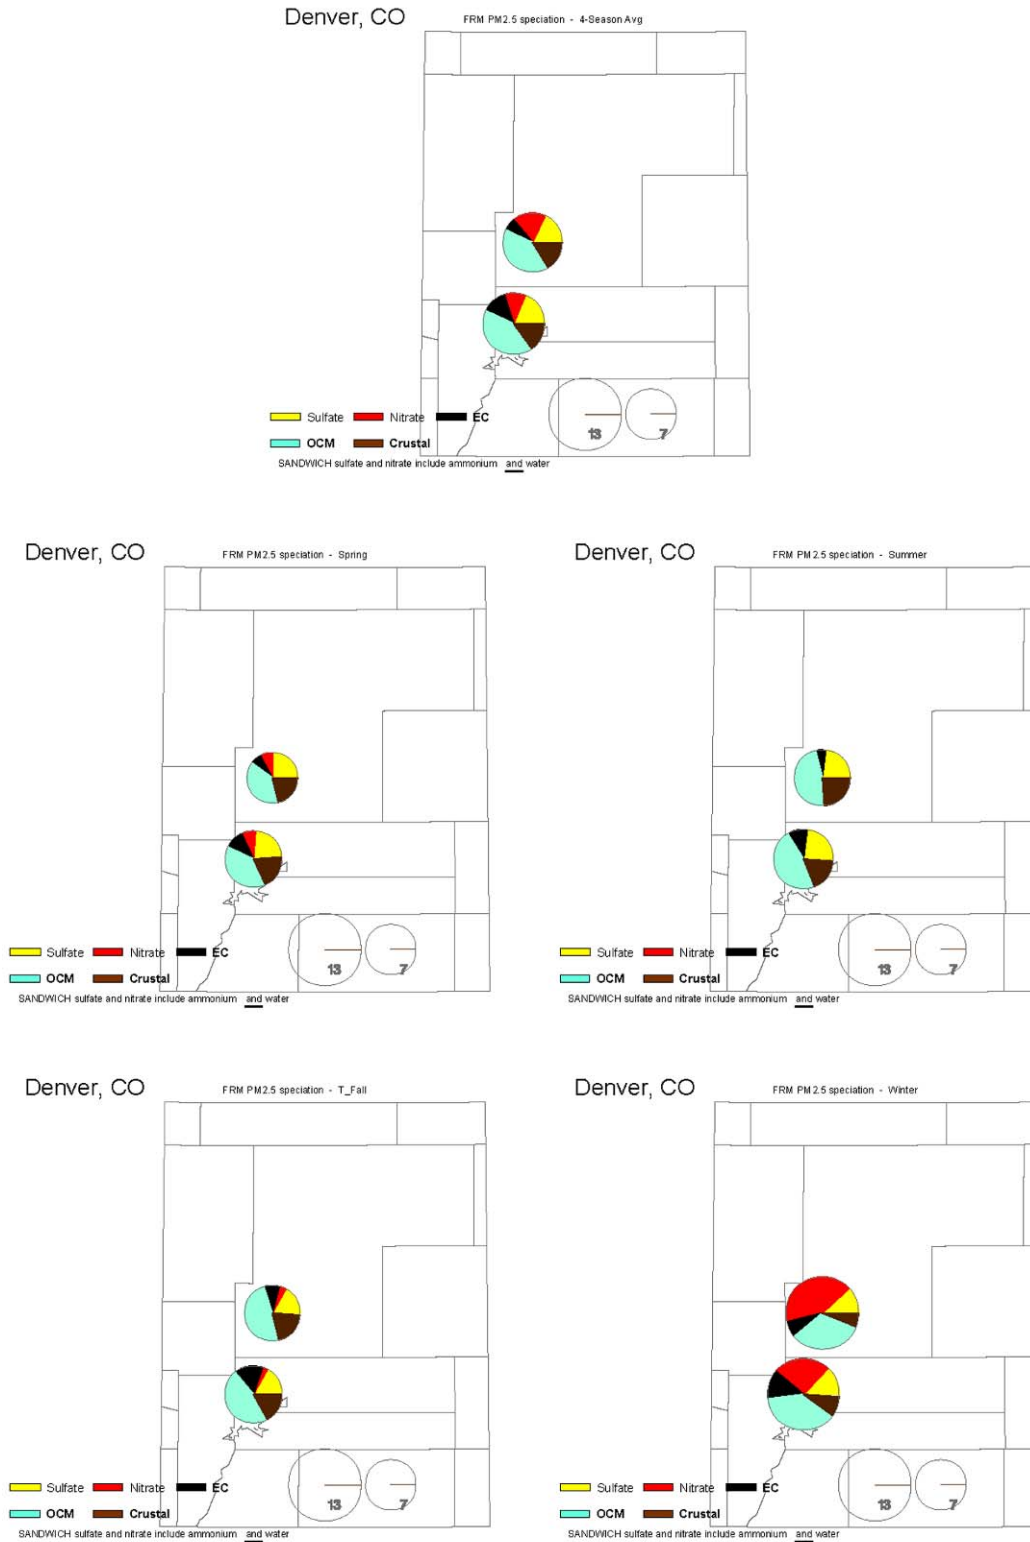 Denver, CO FRM PM2.5 speciation - 4-Season Avg
13 7
Sulfate Nitrate EC
OCM Crustal
SANDWICH sulfate and nitrate include ammonium and water
Denver, CO FRM PM2.5 speciation - Spring
13 7
Sulfate Nitrate EC
OCM Crustal
SANDWICH sulfate and nitrate include ammonium and water
Denver, CO FRM PM2.5 speciation - Summer
13 7
Sulfate Nitrate EC
OCM Crustal
SANDWICH sulfate and nitrate include ammonium and water
Denver, CO FRM PM2.5 speciation - T_Fall
13 7
Sulfate Nitrate EC
OCM Crustal
SANDWICH sulfate and nitrate include ammonium and water
Denver, CO FRM PM2.5 speciation - Winter
13 7
Sulfate Nitrate EC
OCM Crustal
SANDWICH sulfate and nitrate include ammonium and water